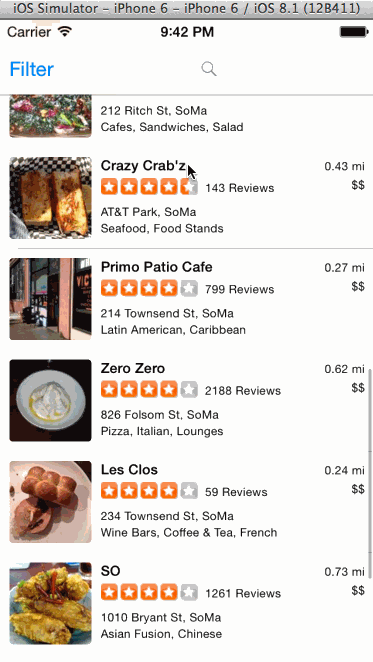 iOS Simulator – iPhone 6 – iPhone 6 / iOS 8.1 (12B411)
Carrier 9:42 PM
Filter
212 Ritch St, SoMa
Cafes, Sandwiches, Salad
Crazy Crab'z 0.43 mi
143 Reviews $$
AT&T Park, SoMa
Seafood, Food Stands
Primo Patio Cafe 0.27 mi
799 Reviews $$
214 Townsend St, SoMa
Latin American, Caribbean
Zero Zero 0.62 mi
2188 Reviews $$
826 Folsom St, SoMa
Pizza, Italian, Lounges
Les Clos 0.24 mi
59 Reviews $$
234 Townsend St, SoMa
Wine Bars, Coffee & Tea, French
SO 0.73 mi
1261 Reviews $$
1010 Bryant St, SoMa
Asian Fusion, Chinese